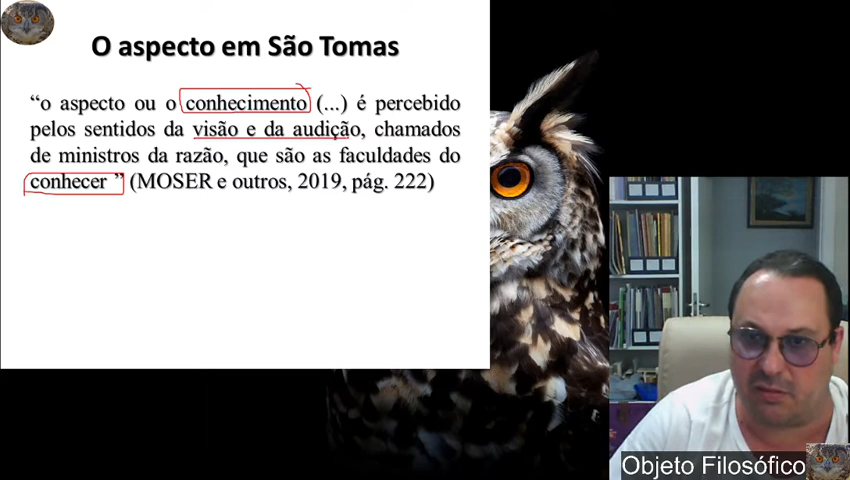 O aspecto em São Tomas
“o aspecto ou o conhecimento (...) é percebido
pelos sentidos da visão e da audição, chamados
de ministros da razão, que são as faculdades do
conhecer ” (MOSER e outros, 2019, pág. 222)
Objeto Filosófico